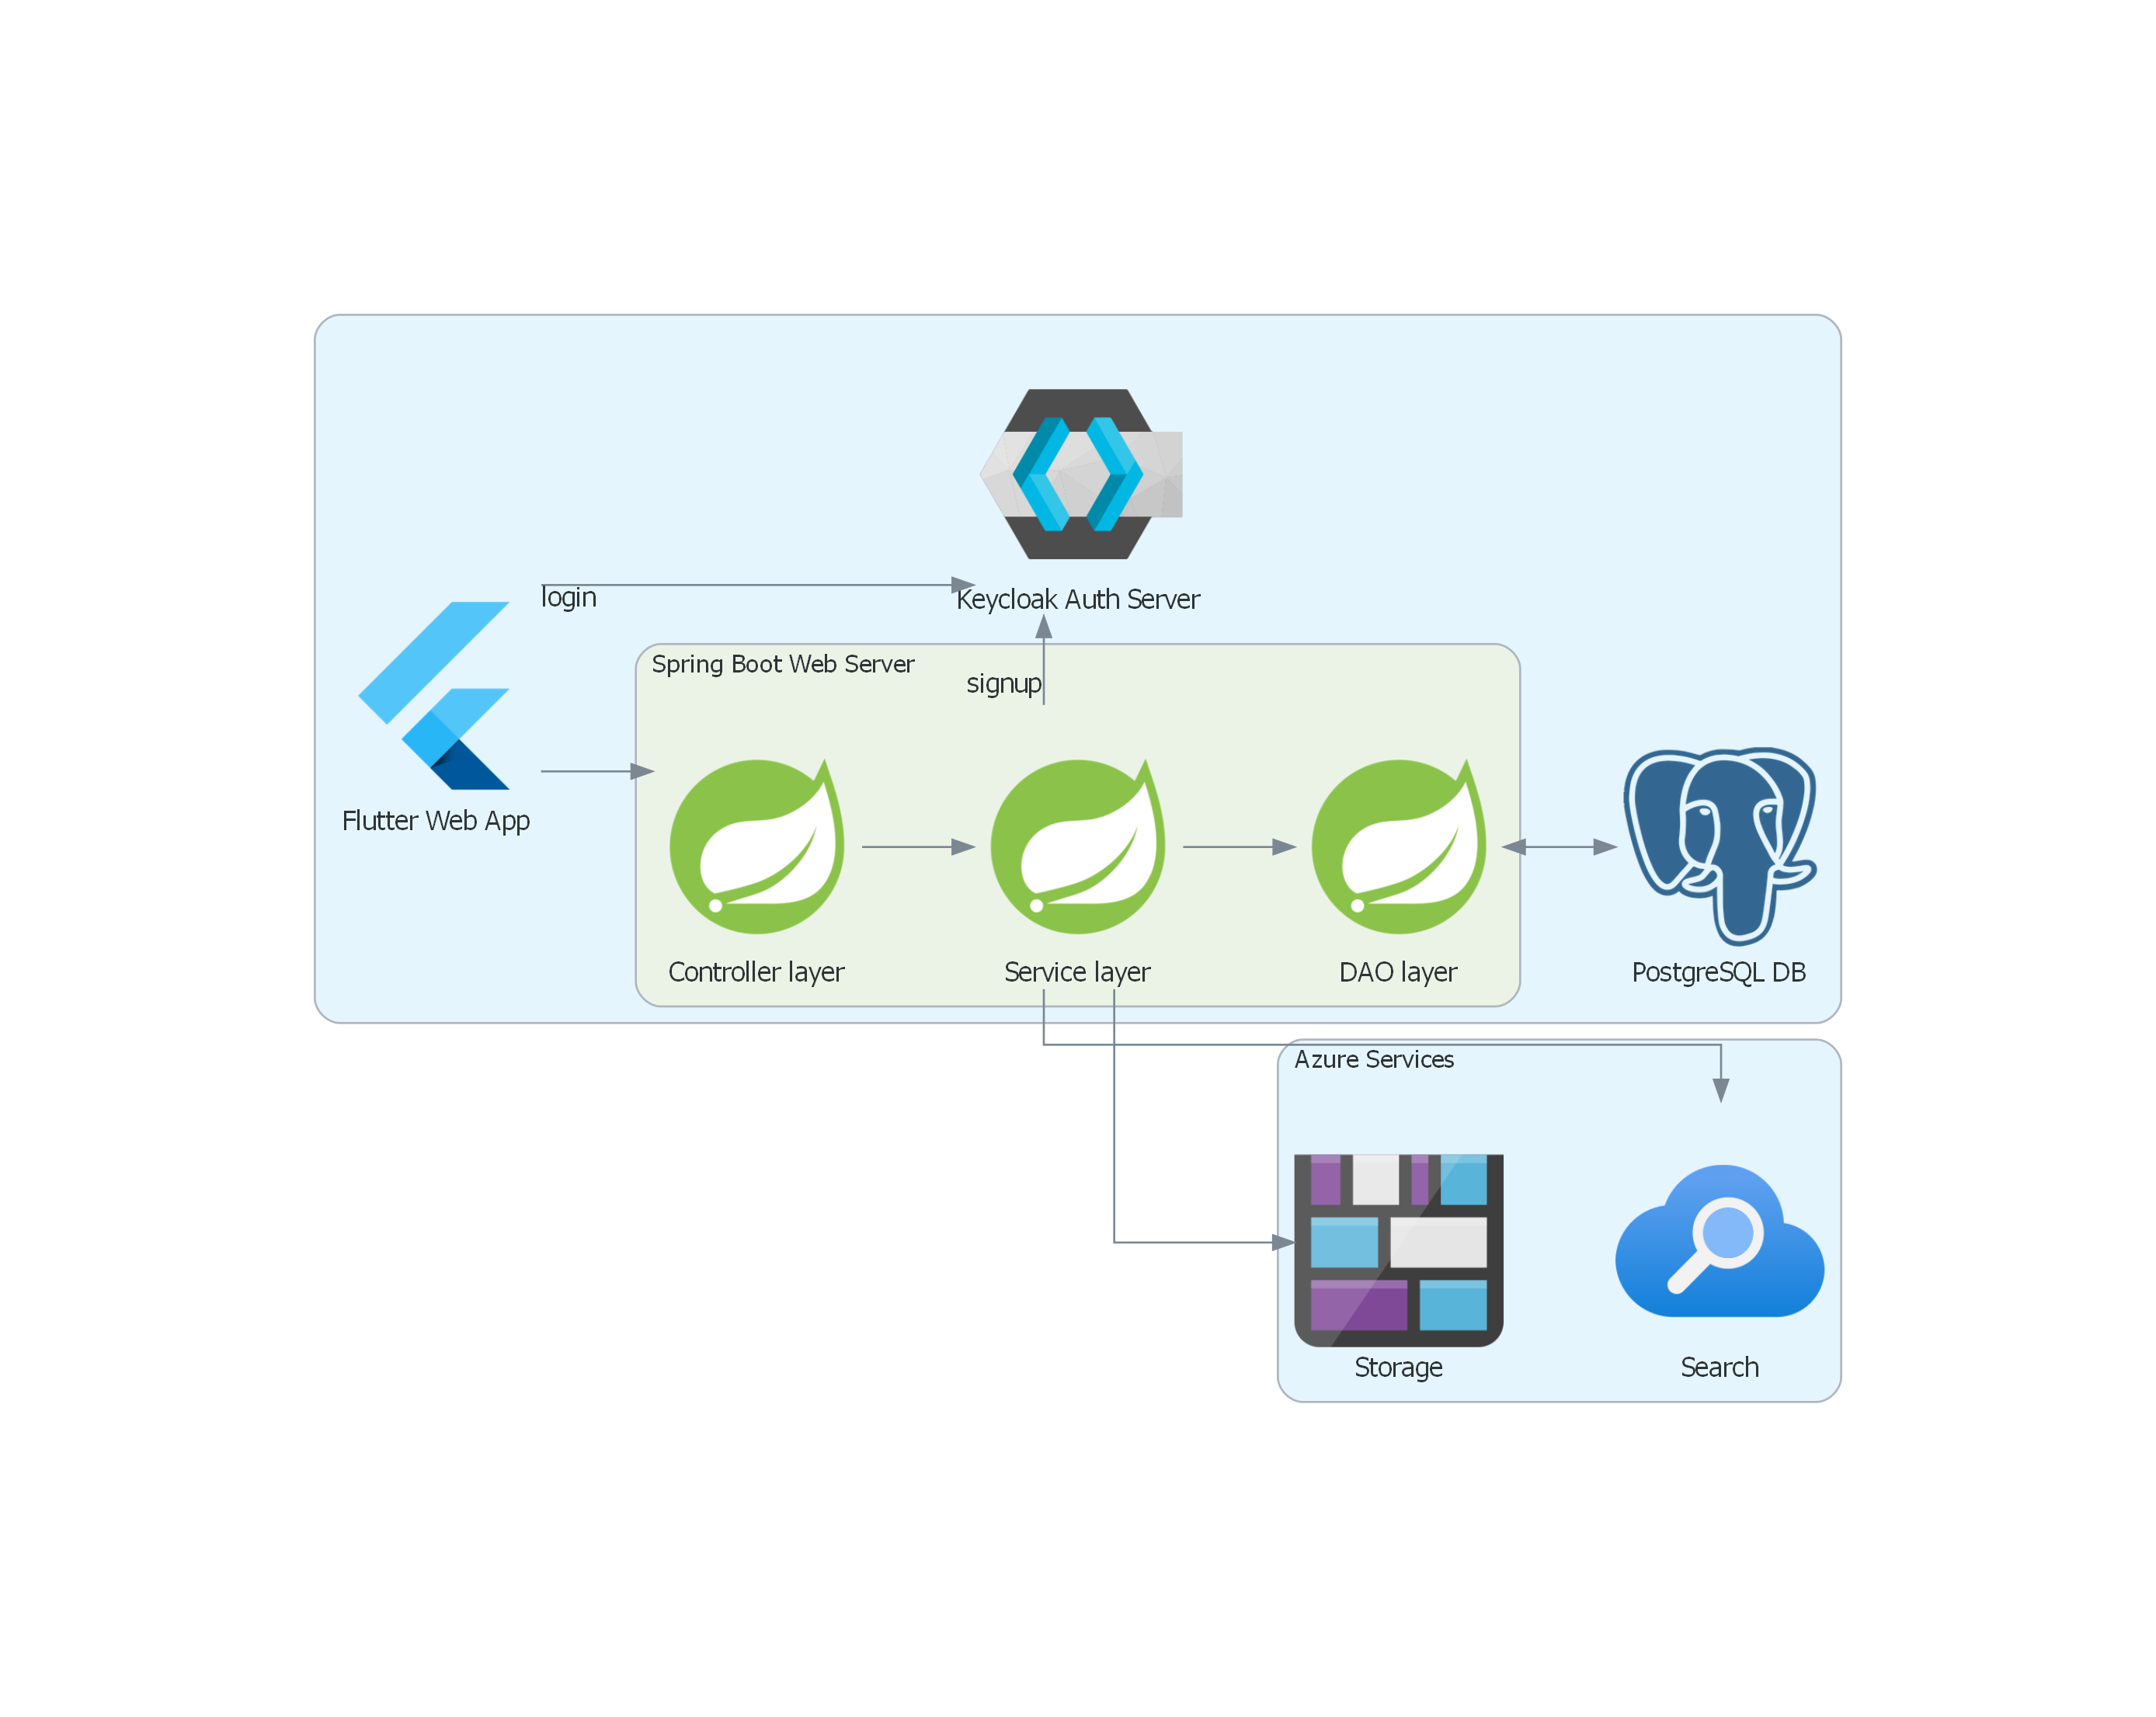 Keycloak Auth Server
login
Spring Boot Web Server
signup
Flutter Web App
Controller layer
Service layer
DAO layer
PostgreSQL DB
Azure Services
Storage
Search